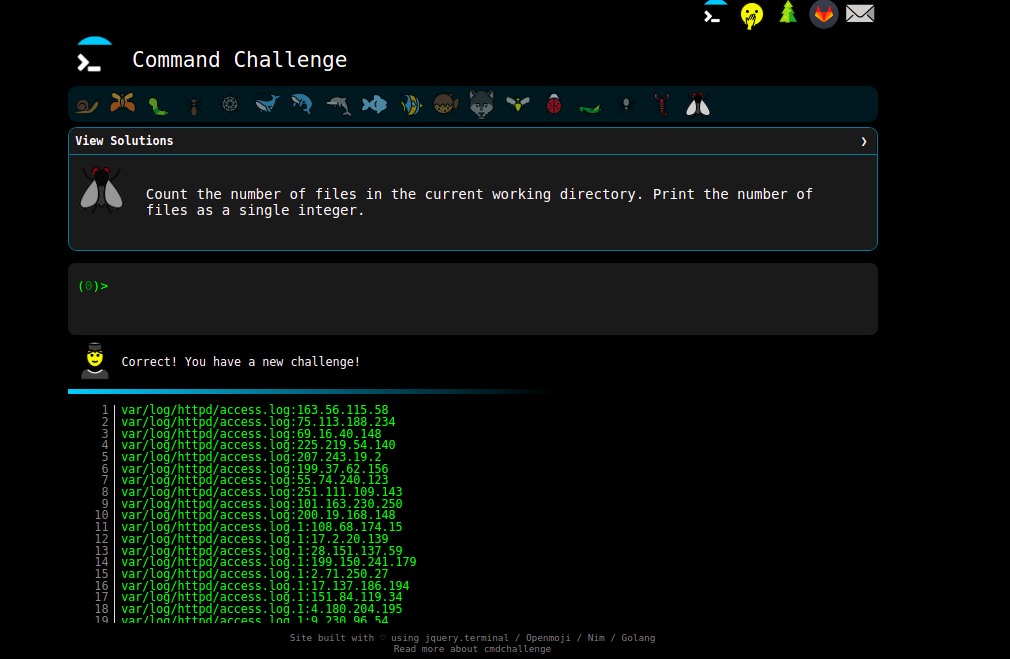 Command Challenge
View Solutions ❯
Count the number of files in the current working directory. Print the number of
files as a single integer.
(0)>
Correct! You have a new challenge!
1 var/log/httpd/access.log:163.56.115.58
2 var/log/httpd/access.log:75.113.188.234
3 var/log/httpd/access.log:69.16.40.148
4 var/log/httpd/access.log:225.219.54.140
5 var/log/httpd/access.log:207.243.19.2
6 var/log/httpd/access.log:199.37.62.156
7 var/log/httpd/access.log:55.74.240.123
8 var/log/httpd/access.log:251.111.109.143
9 var/log/httpd/access.log:101.163.230.250
10 var/log/httpd/access.log:200.19.168.148
11 var/log/httpd/access.log.1:108.68.174.15
12 var/log/httpd/access.log.1:17.2.20.139
13 var/log/httpd/access.log.1:28.151.137.59
14 var/log/httpd/access.log.1:199.150.241.179
15 var/log/httpd/access.log.1:2.71.250.27
16 var/log/httpd/access.log.1:17.137.186.194
17 var/log/httpd/access.log.1:151.84.119.34
18 var/log/httpd/access.log.1:4.180.204.195
19 var/log/httpd/access.log.1:9.230.96.54
Site built with ♡ using jquery.terminal / Openmoji / Nim / Golang
Read more about cmdchallenge